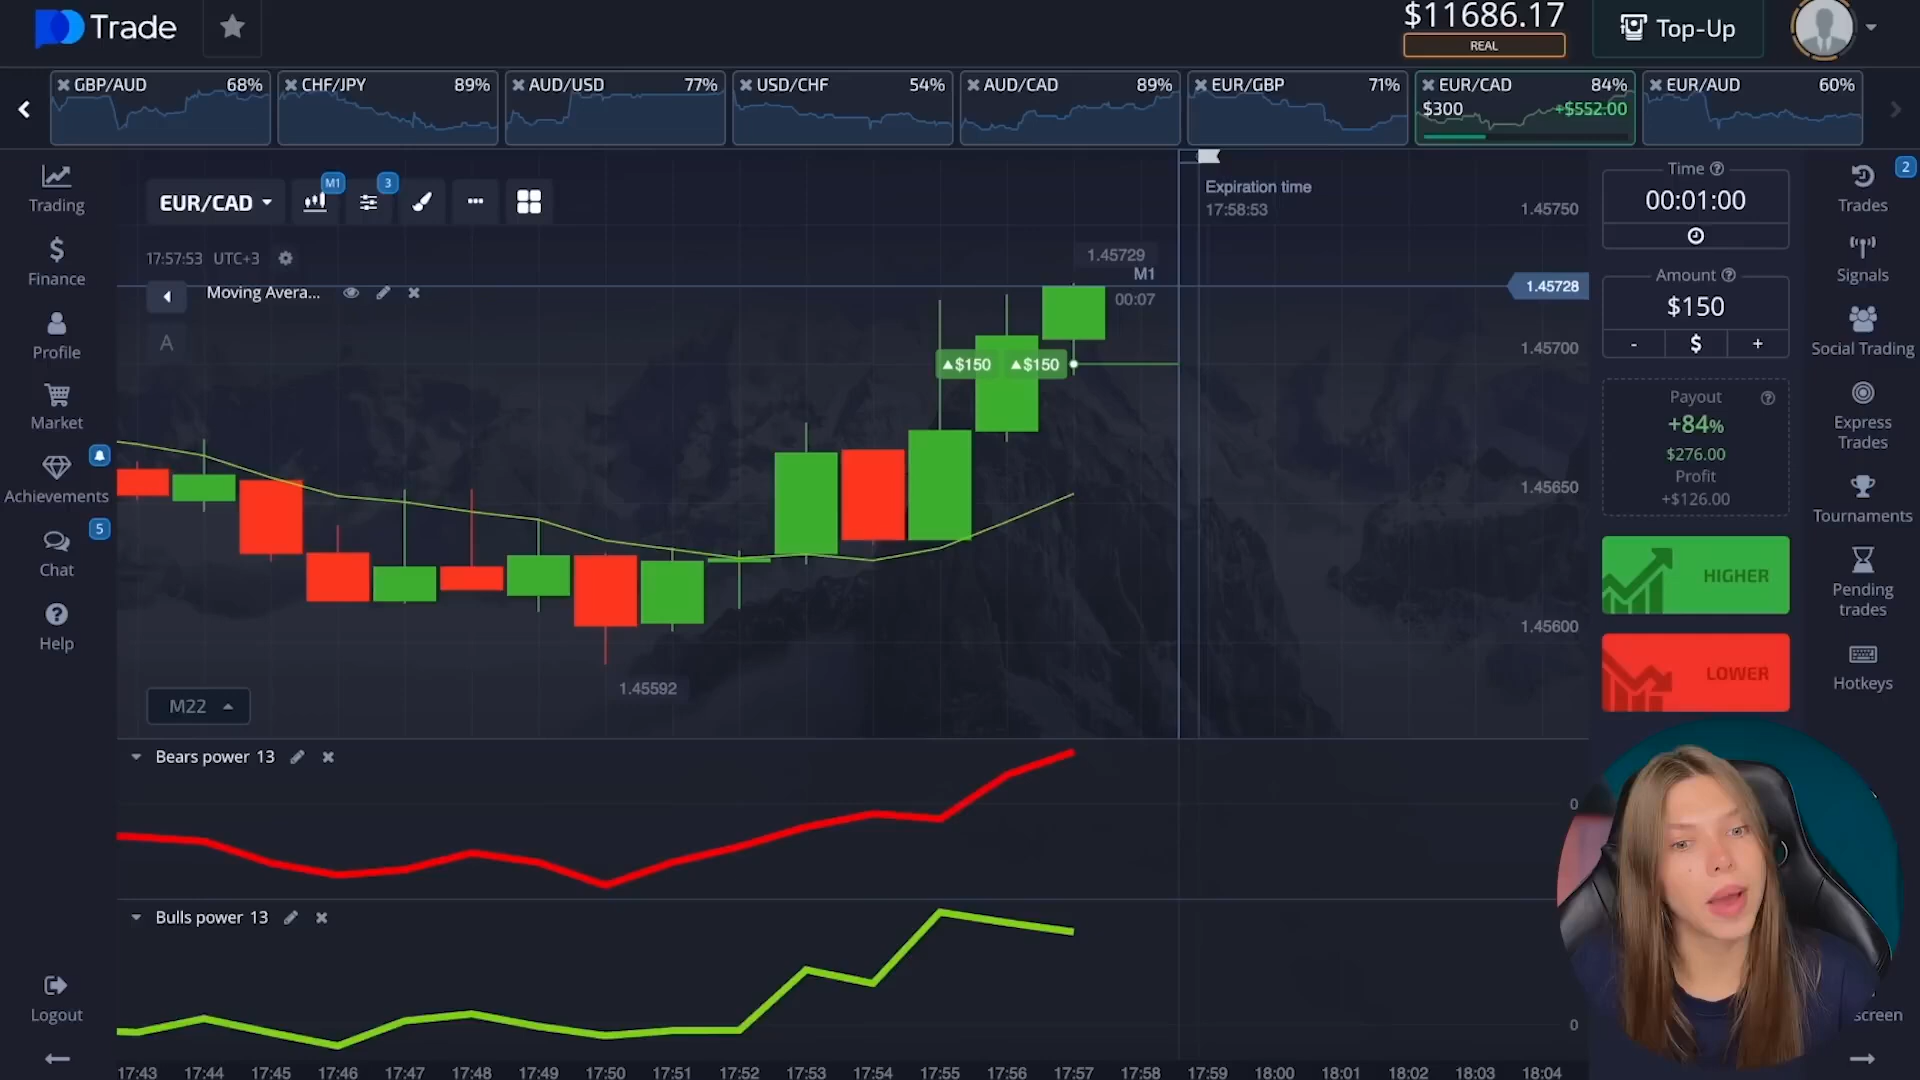 Trade
$11686.17
REAL
Top-Up
GBP/AUD 68%
CHF/JPY 89%
AUD/USD 77%
USD/CHF 54%
AUD/CAD 89%
EUR/GBP 71%
EUR/CAD 84%
$300 +$552.00
EUR/AUD 60%
Trading
Finance
Profile
Market
Achievements
5
Chat
Help
Logout
EUR/CAD
M1
3
17:57:53 UTC+3
Moving Avera...
A
M22
Expiration time
17:58:53
1.45729
M1
00:07
$150
$150
1.45592
1.45750
1.45728
1.45700
1.45650
1.45600
Bears power 13
0
Bulls power 13
0
17:43 17:44 17:45 17:46 17:47 17:48 17:49 17:50 17:51 17:52 17:53 17:54 17:55 17:56 17:57 17:58 17:59 18:00 18:01 18:02 18:03 18:04
Time
00:01:00
Amount
$150
- $ +
Payout
+84%
$276.00
Profit
+$126.00
HIGHER
LOWER
2
Trades
Signals
Social Trading
Express
Trades
Tournaments
Pending
trades
Hotkeys
screen